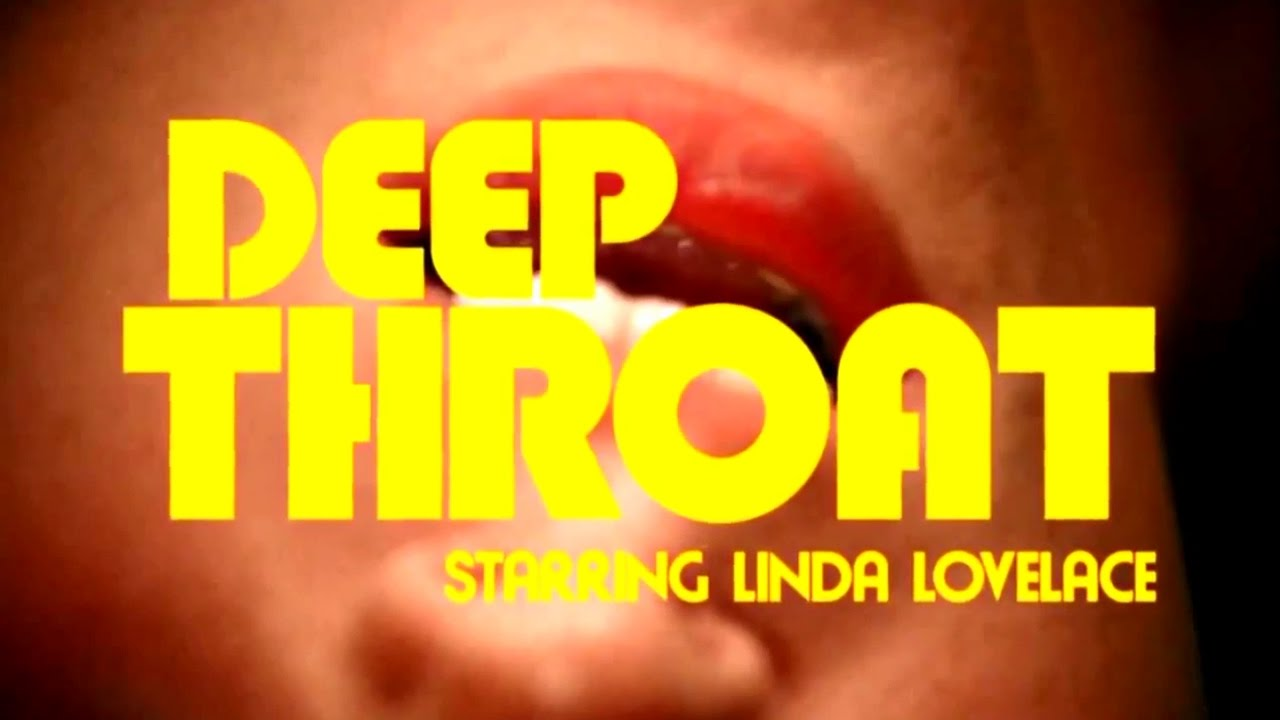 DEEP
THROAT
STARRING LINDA LOVELACE